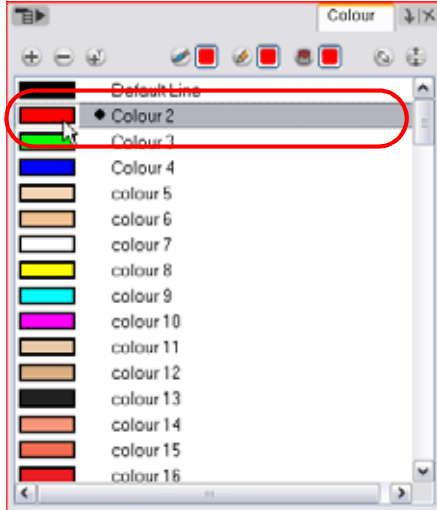 Colour
Default Line
Colour 2
Colour 3
Colour 4
colour 5
colour 6
colour 7
colour 8
colour 9
colour 10
colour 11
colour 12
colour 13
colour 14
colour 15
colour 16